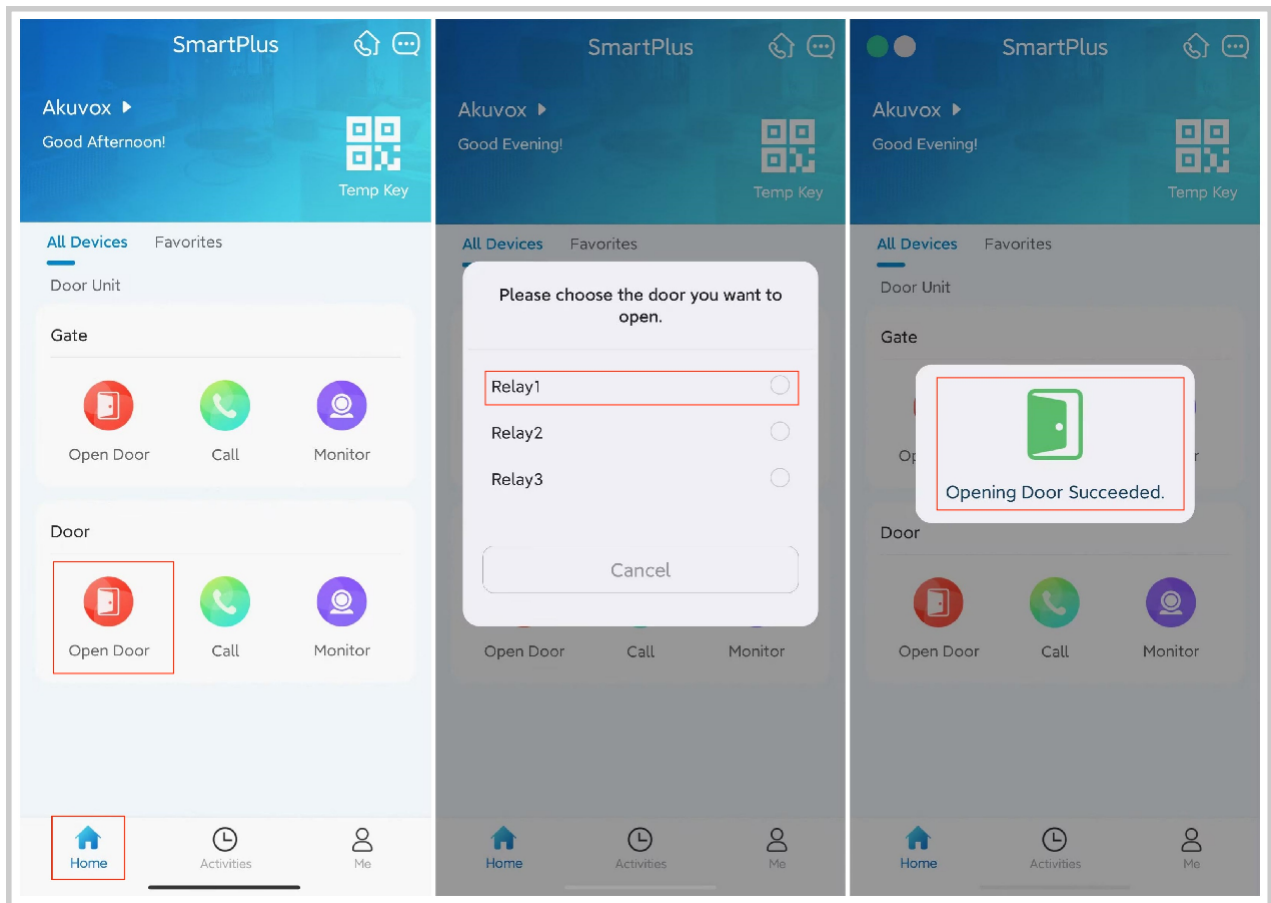 SmartPlus
Akuvox
Good Afternoon!
Temp Key
All Devices Favorites
Door Unit
Gate
Open Door Call Monitor
Door
Open Door Call Monitor
Home Activities Me
SmartPlus
Akuvox
Good Evening!
Temp Key
All Devices Favorites
Please choose the door you want to
open.
Relay1
Relay2
Relay3
Cancel
Open Door Call Monitor
Home Activities Me
SmartPlus
Akuvox
Good Evening!
Temp Key
All Devices Favorites
Door Unit
Gate
Opening Door Succeeded.
Door
Open Door Call Monitor
Home Activities Me